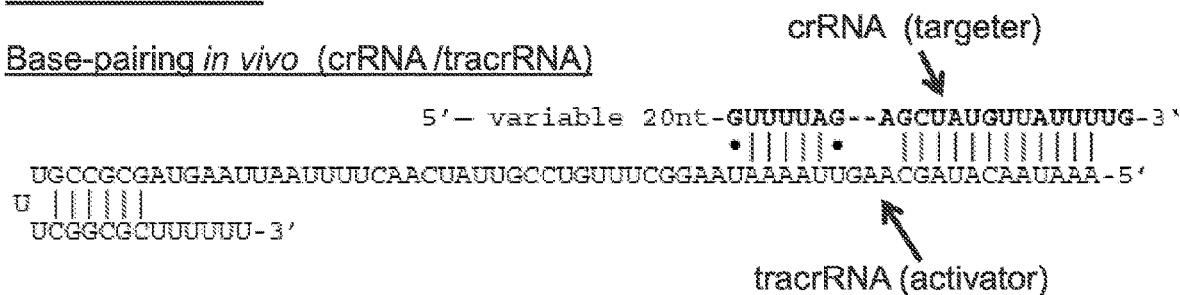 crRNA (targeter)
Base-pairing in vivo (crRNA/tracrRNA)
5'– variable 20nt-GUUUUAG--AGCUAUGUUAUUUUG-3'
UGCCGCGAUGAAUUAAUUUUCAACUAUUGCCUGUUUCGGAAUAAAAUUGAACGAUACAAUAAA-5'
U
UCGGCGCUUUUUU-3'
tracrRNA (activator)